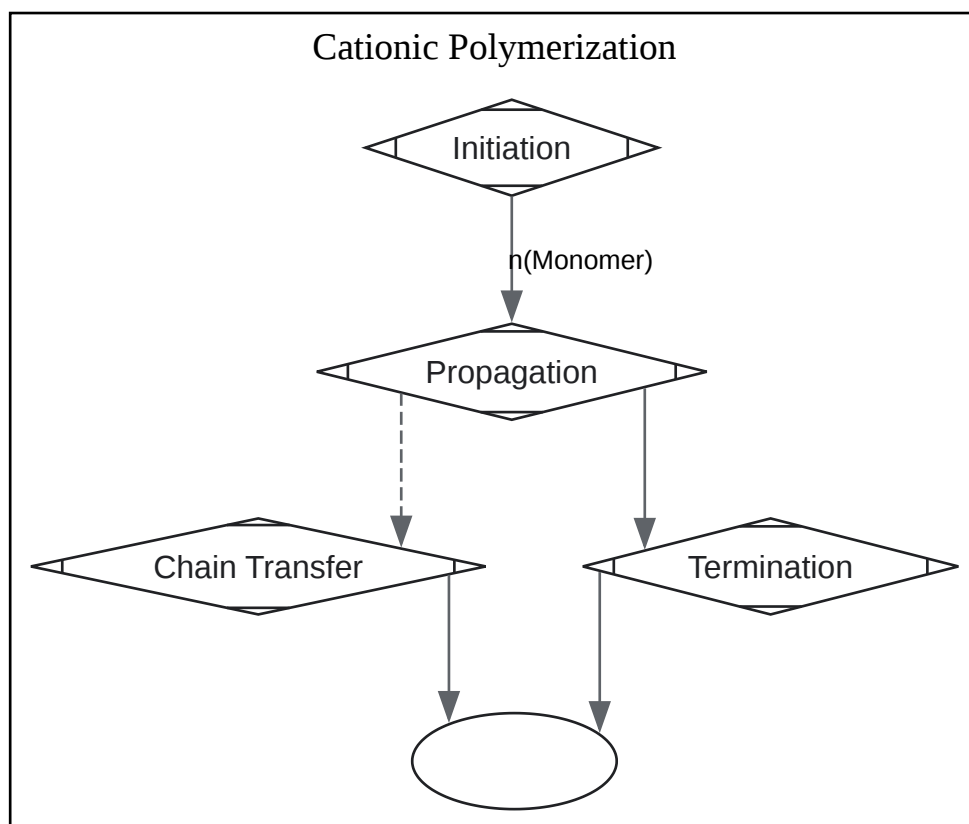 Cationic Polymerization
Initiation
n(Monomer)
Propagation
Chain Transfer
Termination